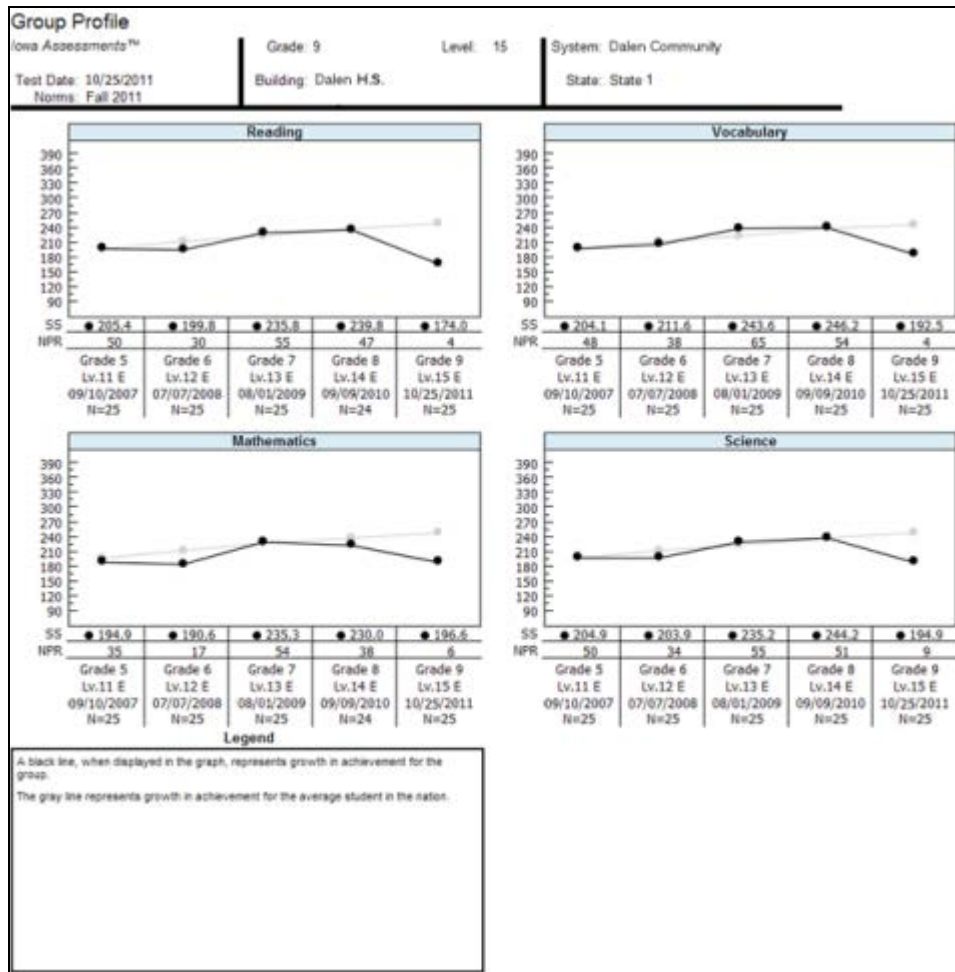 Group Profile
Iowa Assessments™
Grade: 9 Level: 15 System: Dalen Community
Test Date: 10/25/2011 Building: Dalen H.S. State: State 1
Norms: Fall 2011
Reading
390
360
330
300
270
240
210
180
150
120
90
SS 205.4 199.8 235.8 239.8 174.0
NPR 50 30 55 47 4
Grade 5 Grade 6 Grade 7 Grade 8 Grade 9
Lv.11 E Lv.12 E Lv.13 E Lv.14 E Lv.15 E
09/10/2007 07/07/2008 08/01/2009 09/09/2010 10/25/2011
N=25 N=25 N=25 N=24 N=25
Vocabulary
390
360
330
300
270
240
210
180
150
120
90
SS 204.1 211.6 243.6 246.2 192.5
NPR 48 38 65 54 4
Grade 5 Grade 6 Grade 7 Grade 8 Grade 9
Lv.11 E Lv.12 E Lv.13 E Lv.14 E Lv.15 E
09/10/2007 07/07/2008 08/01/2009 09/09/2010 10/25/2011
N=25 N=25 N=25 N=25 N=25
Mathematics
390
360
330
300
270
240
210
180
150
120
90
SS 194.9 190.6 235.3 230.0 196.6
NPR 35 17 54 38 6
Grade 5 Grade 6 Grade 7 Grade 8 Grade 9
Lv.11 E Lv.12 E Lv.13 E Lv.14 E Lv.15 E
09/10/2007 07/07/2008 08/01/2009 09/09/2010 10/25/2011
N=25 N=25 N=25 N=24 N=25
Science
390
360
330
300
270
240
210
180
150
120
90
SS 204.9 203.9 235.2 244.2 194.9
NPR 50 34 55 51 9
Grade 5 Grade 6 Grade 7 Grade 8 Grade 9
Lv.11 E Lv.12 E Lv.13 E Lv.14 E Lv.15 E
09/10/2007 07/07/2008 08/01/2009 09/09/2010 10/25/2011
N=25 N=25 N=25 N=25 N=25
Legend
A black line, when displayed in the graph, represents growth in achievement for the
group.
The gray line represents growth in achievement for the average student in the nation.